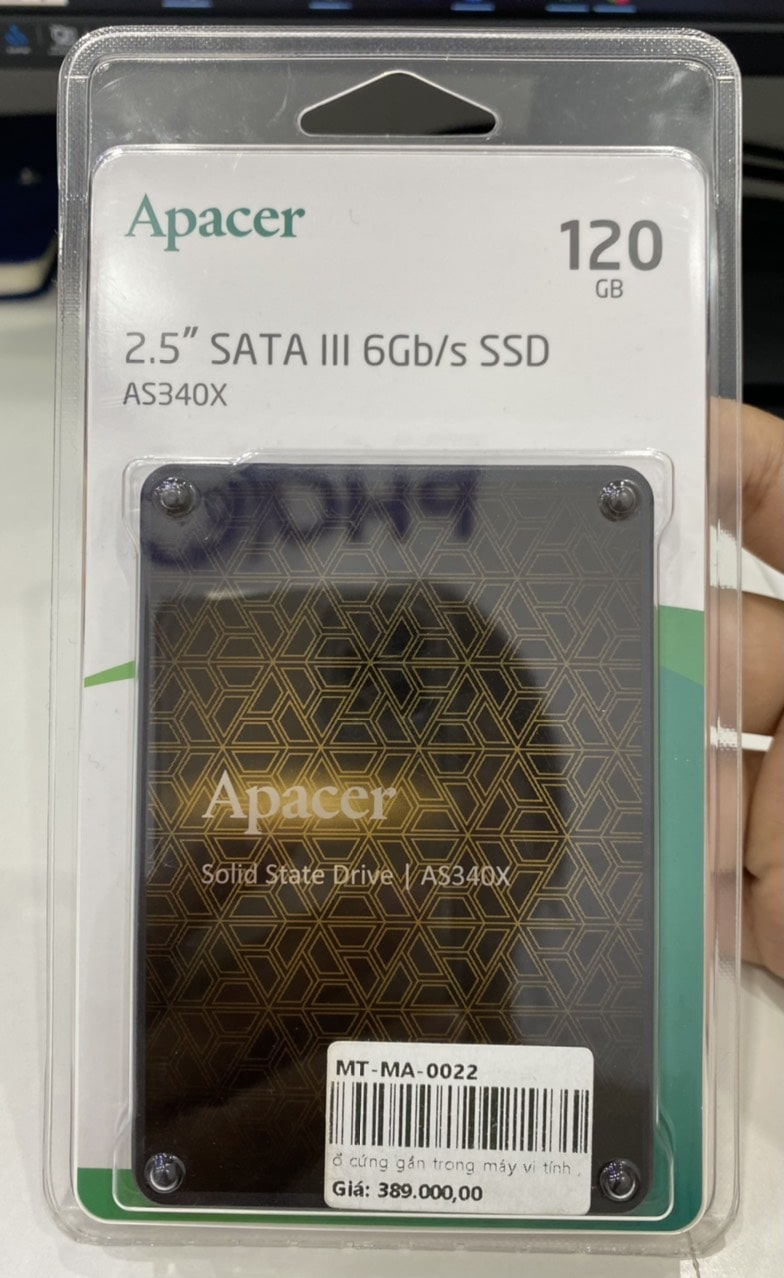 Apacer
120
GB
2.5” SATA III 6Gb/s SSD
AS340X
Apacer
Solid State Drive | AS340X
MT-MA-0022
ổ cứng gắn trong máy vi tính .
Giá: 389.000,00